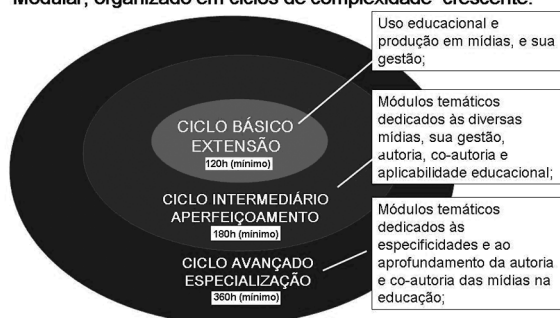 Modular, organizado em ciclos de complexidade crescente:
Uso educacional e
produção em mídias, e sua
gestão;
CICLO BÁSICO
EXTENSÃO
120h (mínimo)
Módulos temáticos
dedicados às diversas
mídias, sua gestão,
autoria, co-autoria e
aplicabilidade educacional;
CICLO INTERMEDIÁRIO
APERFEIÇOAMENTO
180h (mínimo)
Módulos temáticos
dedicados às
especificidades e ao
aprofundamento da autoria
e co-autoria das mídias na
educação;
CICLO AVANÇADO
ESPECIALIZAÇÃO
360h (mínimo)